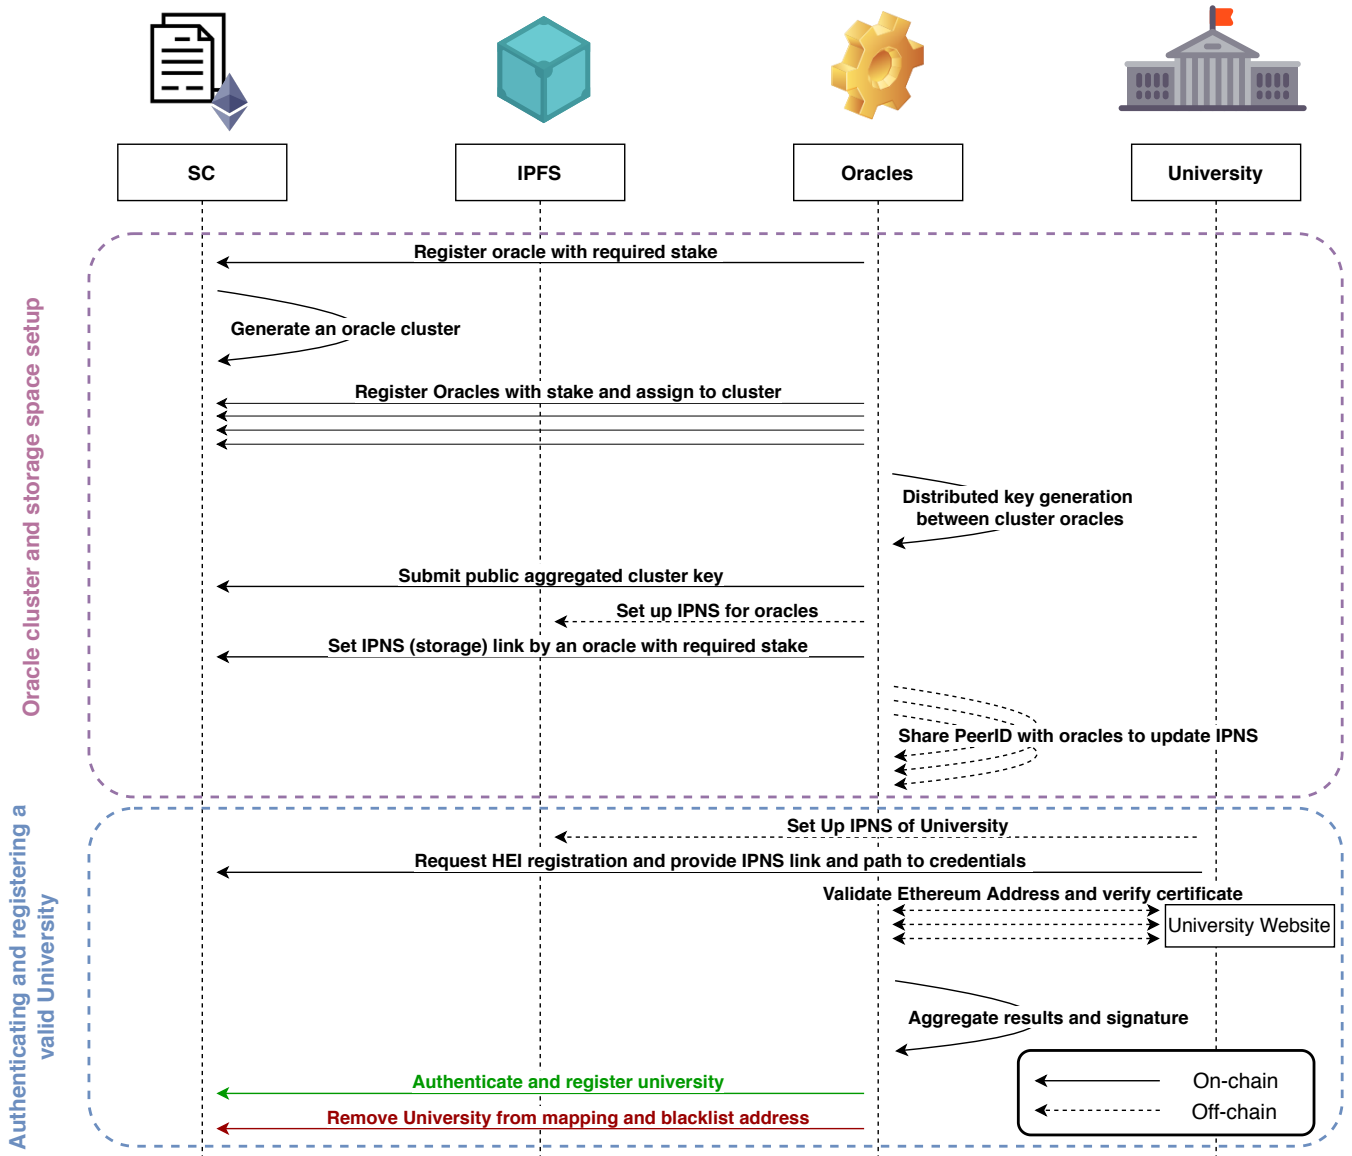 SC
IPFS
Oracles
University
Oracle cluster and storage space setup
Register oracle with required stake
Generate an oracle cluster
Register Oracles with stake and assign to cluster
Distributed key generation
between cluster oracles
Submit public aggregated cluster key
Set up IPNS for oracles
Set IPNS (storage) link by an oracle with required stake
Share PeerID with oracles to update IPNS
Authenticating and registering a
valid University
Set Up IPNS of University
Request HEI registration and provide IPNS link and path to credentials
Validate Ethereum Address and verify certificate
University Website
Aggregate results and signature
Authenticate and register university
Remove University from mapping and blacklist address
On-chain
Off-chain